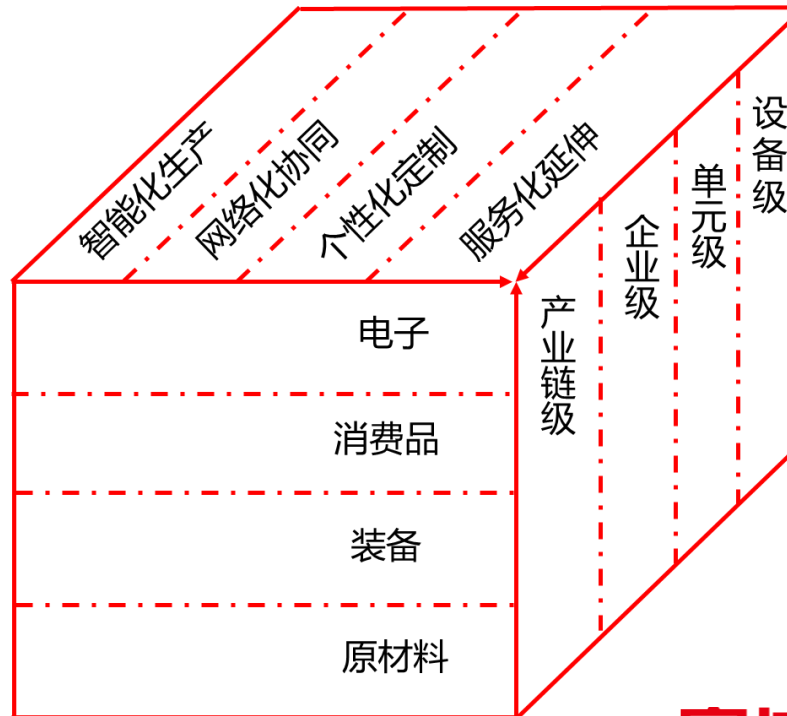 智能化生产
网络化协同
个性化定制
服务化延伸
设备级
单元级
企业级
产业链级
电子
消费品
装备
原材料